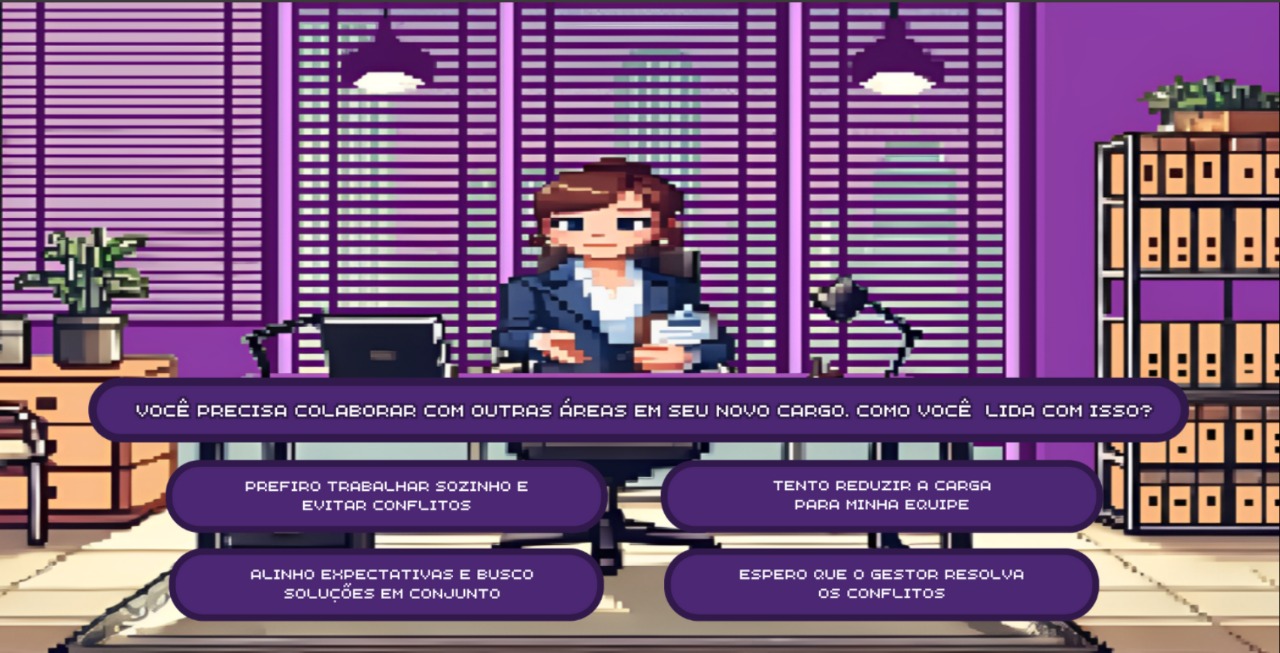 VOCÊ PRECISA COLABORAR COM OUTRAS ÁREAS EM SEU NOVO CARGO. COMO VOCÊ LIDA COM ISSO?
PREFIRO TRABALHAR SOZINHO E
EVITAR CONFLITOS
TENTO REDUZIR A CARGA
PARA MINHA EQUIPE
ALINHO EXPECTATIVAS E BUSCO
SOLUÇÕES EM CONJUNTO
ESPERO QUE O GESTOR RESOLVA
OS CONFLITOS